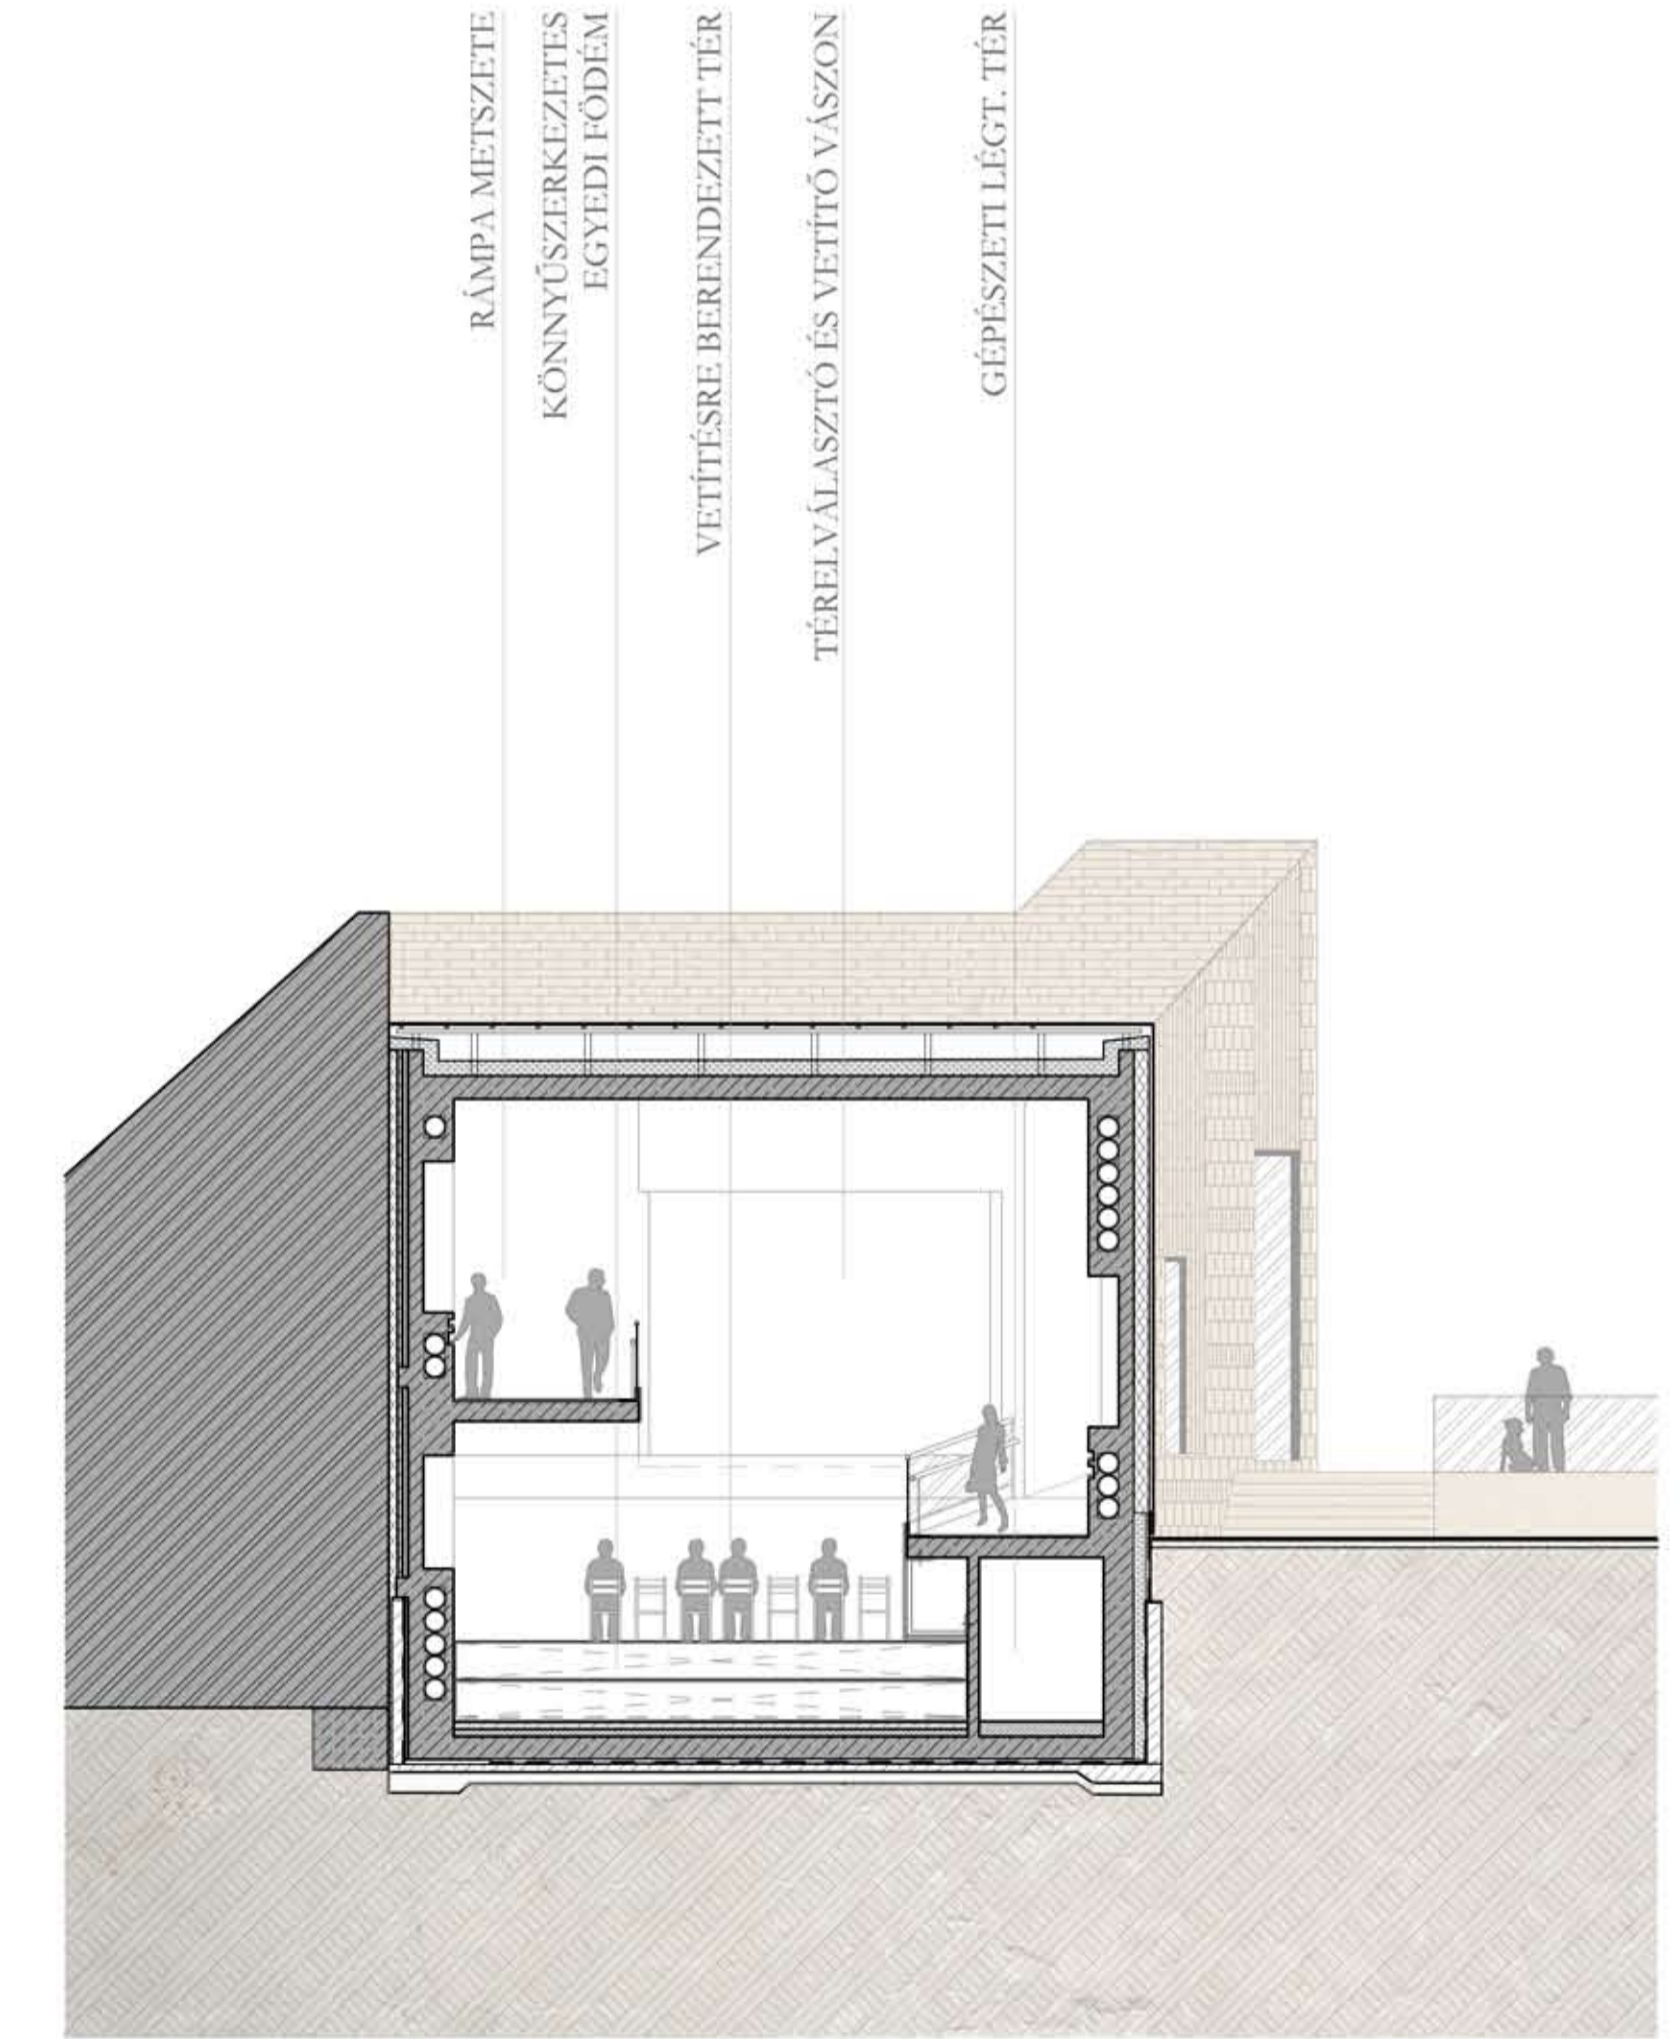 RÁMPA METSZETE
KÖNNYŰSZERKEZETES
EGYEDI FÖDÉM
VETÍTÉSRE BERENDEZETT TÉR
TÉRELVÁLASZTÓ ÉS VETÍTŐ VÁSZON
GÉPÉSZETI LÉGT. TÉR